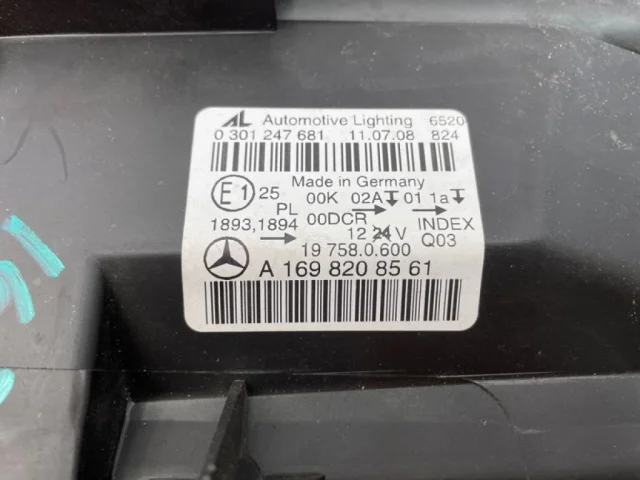 AL Automotive Lighting 6520
0 301 247 681 11.07.08 824
Made in Germany
E1 25 00K 02A 01 1a
PL 00DCR INDEX
1893,1894 12 24 V Q03
19 758.0.600
A 169 820 85 61